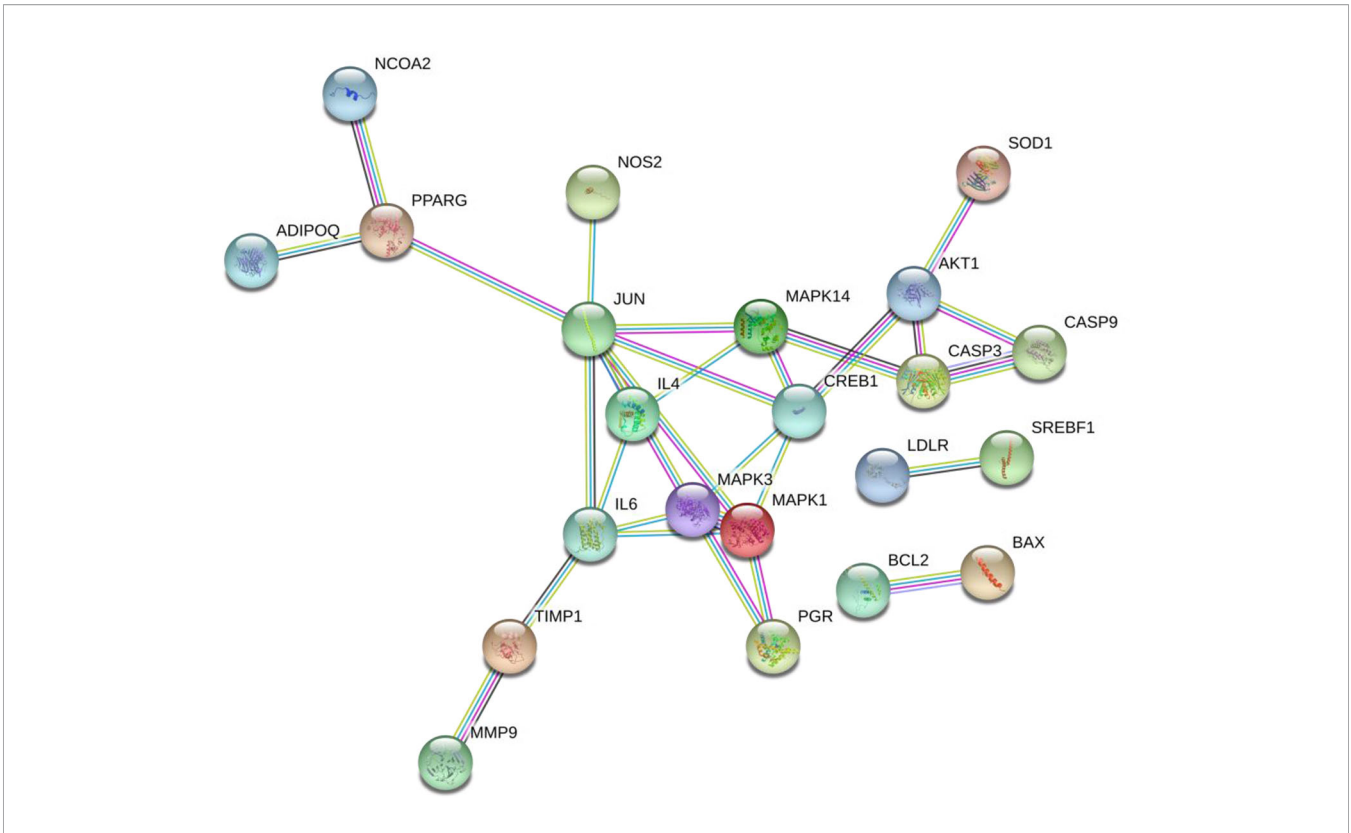 NCOA2
SOD1
NOS2
PPARG
ADIPOQ
AKT1
MAPK14
JUN
CASP9
CASP3
CREB1
IL4
SREBF1
LDLR
MAPK3
MAPK1
IL6
BAX
BCL2
TIMP1
PGR
MMP9